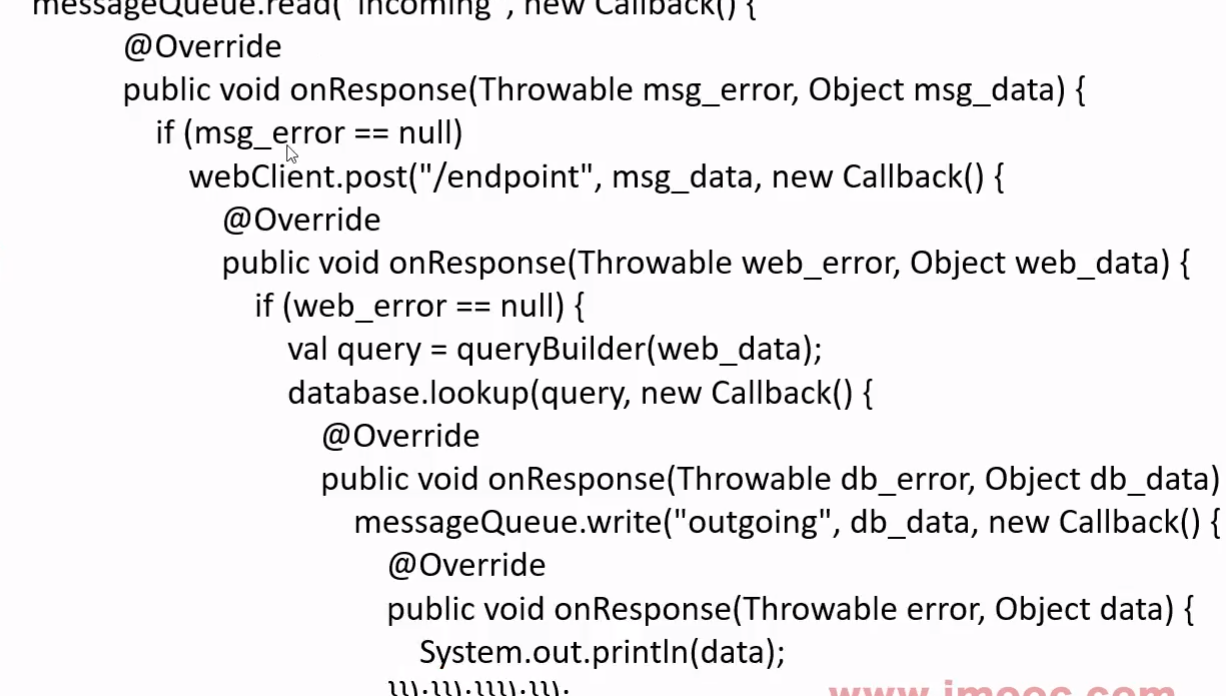 messageQueue.read("incoming", new Callback() {
@Override
public void onResponse(Throwable msg_error, Object msg_data) {
if (msg_error == null)
webClient.post("/endpoint", msg_data, new Callback() {
@Override
public void onResponse(Throwable web_error, Object web_data) {
if (web_error == null) {
val query = queryBuilder(web_data);
database.lookup(query, new Callback() {
@Override
public void onResponse(Throwable db_error, Object db_data)
messageQueue.write("outgoing", db_data, new Callback() {
@Override
public void onResponse(Throwable error, Object data) {
System.out.println(data);
}}});}}});}}}});}}});
www.imooc.com